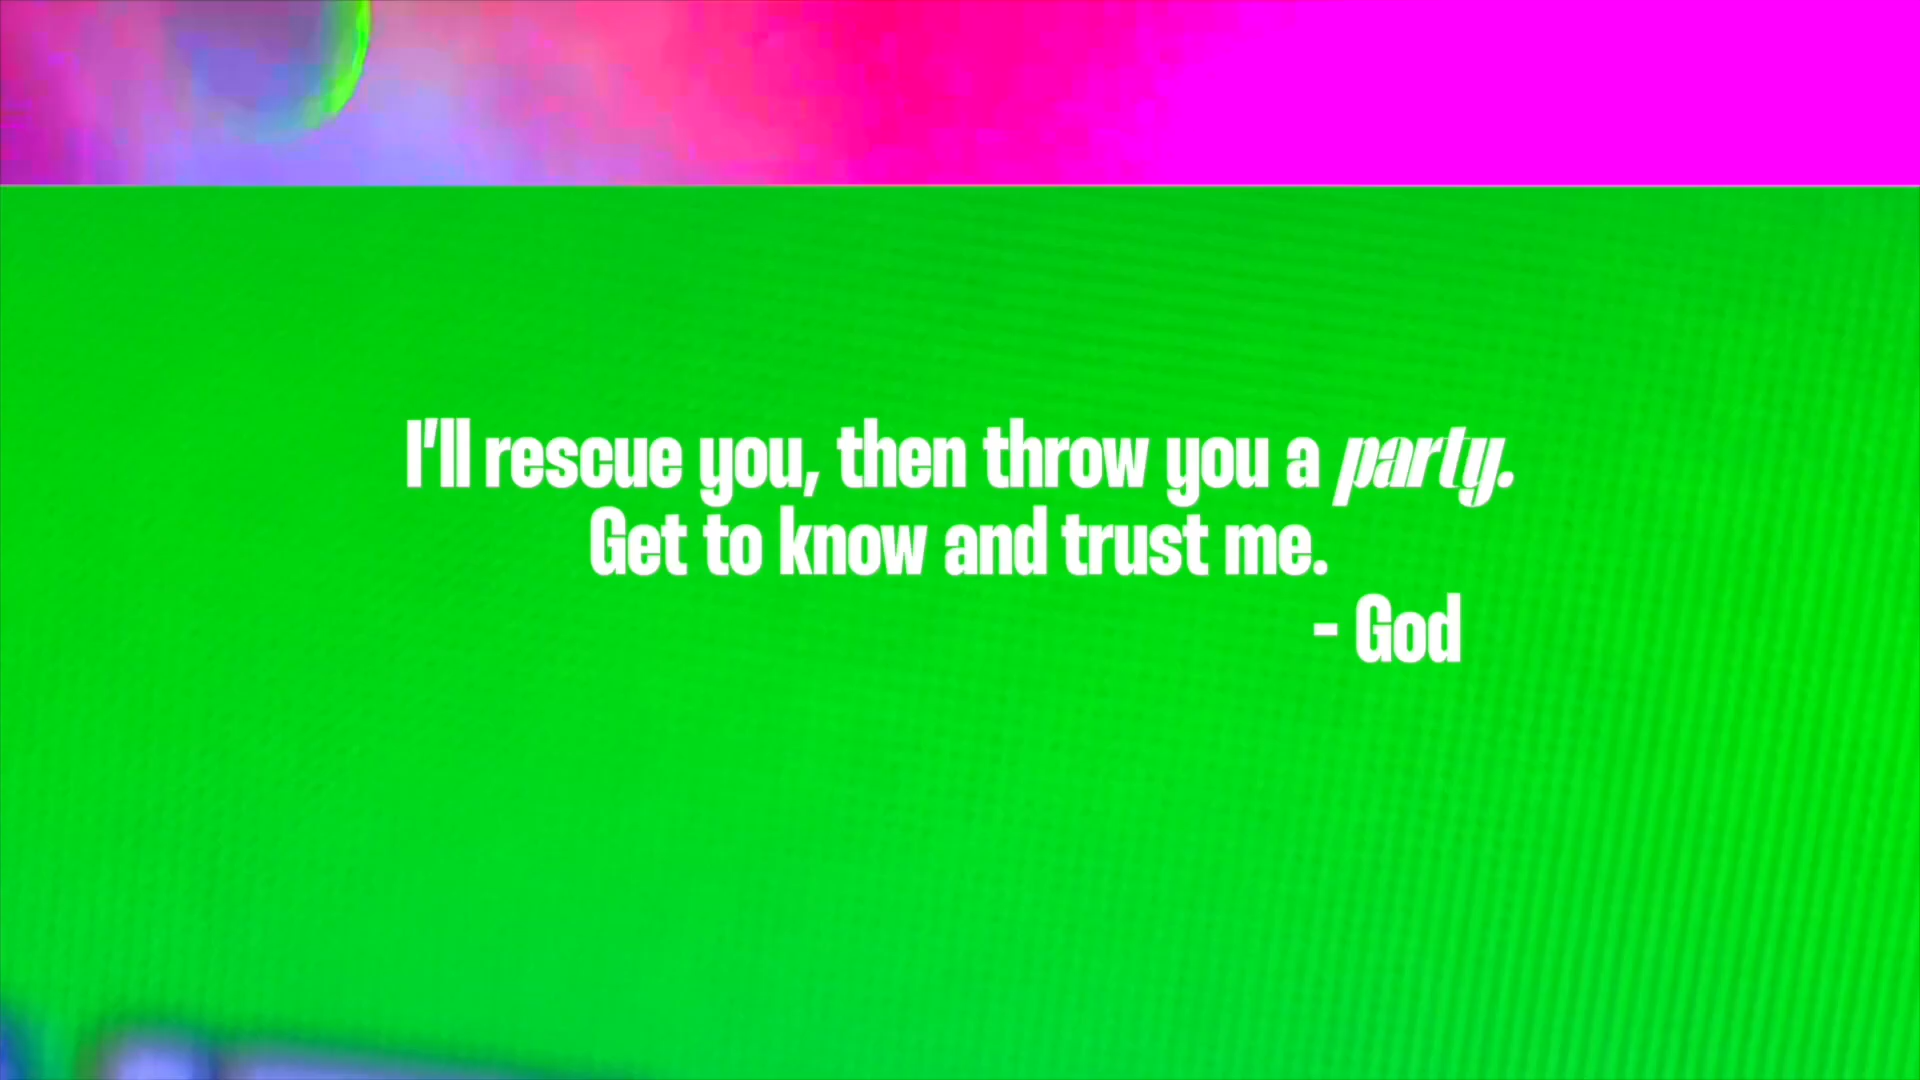 I'll rescue you, then throw you a party.
Get to know and trust me.
- God